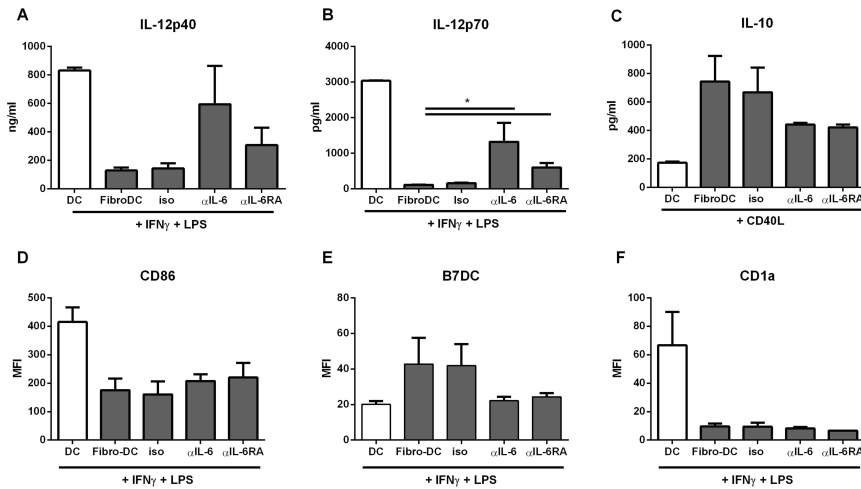 A
IL-12p40
ng/ml
1000
800
600
400
200
0
DC FibroDC iso αIL-6 αIL-6RA
+ IFNγ + LPS
B
IL-12p70
pg/ml
4000
3000
2000
1000
0
*
DC FibroDC Iso αIL-6 αIL-6RA
+ IFNγ + LPS
C
IL-10
pg/ml
1000
800
600
400
200
0
DC FibroDC iso αIL-6 αIL-6RA
+ CD40L
D
CD86
MFI
500
400
300
200
100
0
DC Fibro-DC iso αIL-6 αIL-6RA
+ IFNγ + LPS
E
B7DC
MFI
80
60
40
20
0
DC Fibro-DC iso αIL-6 αIL-6RA
+ IFNγ + LPS
F
CD1a
MFI
100
80
60
40
20
0
DC Fibro-DC iso αIL-6 αIL-6RA
+ IFNγ + LPS